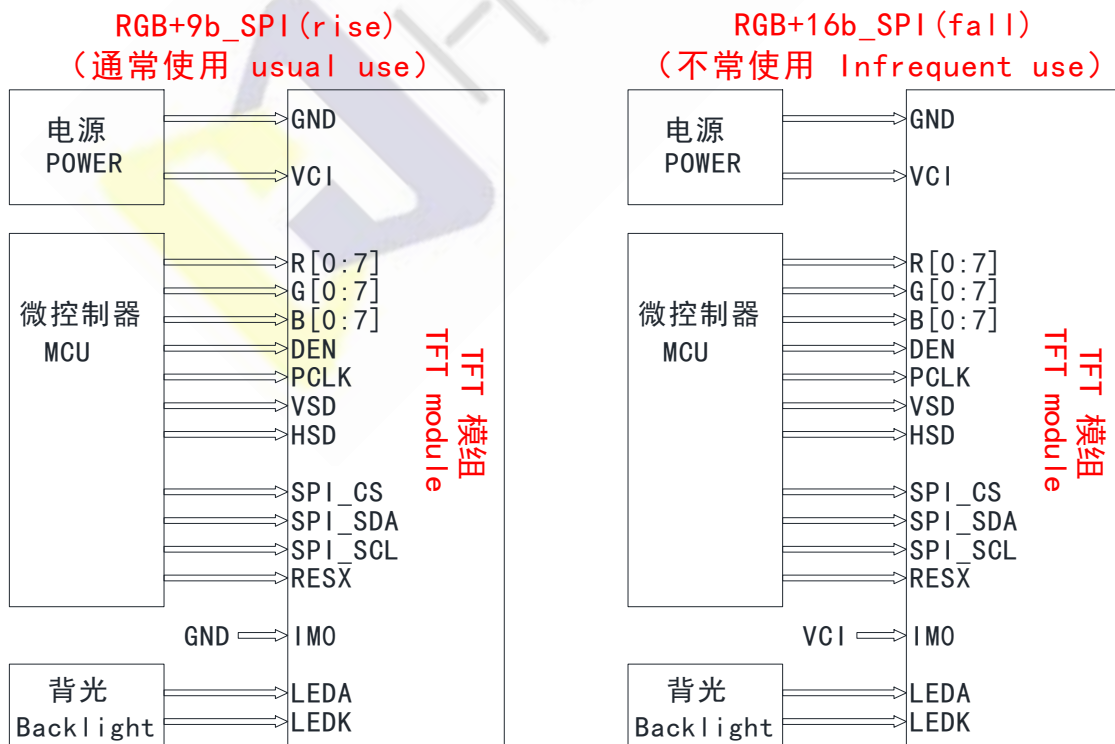 RGB+9b_SPI(rise)
（通常使用 usual use）
电源
POWER
GND
VCI
微控制器
MCU
R[0:7]
G[0:7]
B[0:7]
DEN
PCLK
VSD
HSD
SPI_CS
SPI_SDA
SPI_SCL
RESX
GND
IM0
背光
Backlight
LEDA
LEDK
TFT 模组
TFT module
RGB+16b_SPI(fall)
（不常使用 Infrequent use）
电源
POWER
GND
VCI
微控制器
MCU
R[0:7]
G[0:7]
B[0:7]
DEN
PCLK
VSD
HSD
SPI_CS
SPI_SDA
SPI_SCL
RESX
VCI
IM0
背光
Backlight
LEDA
LEDK
TFT 模组
TFT module